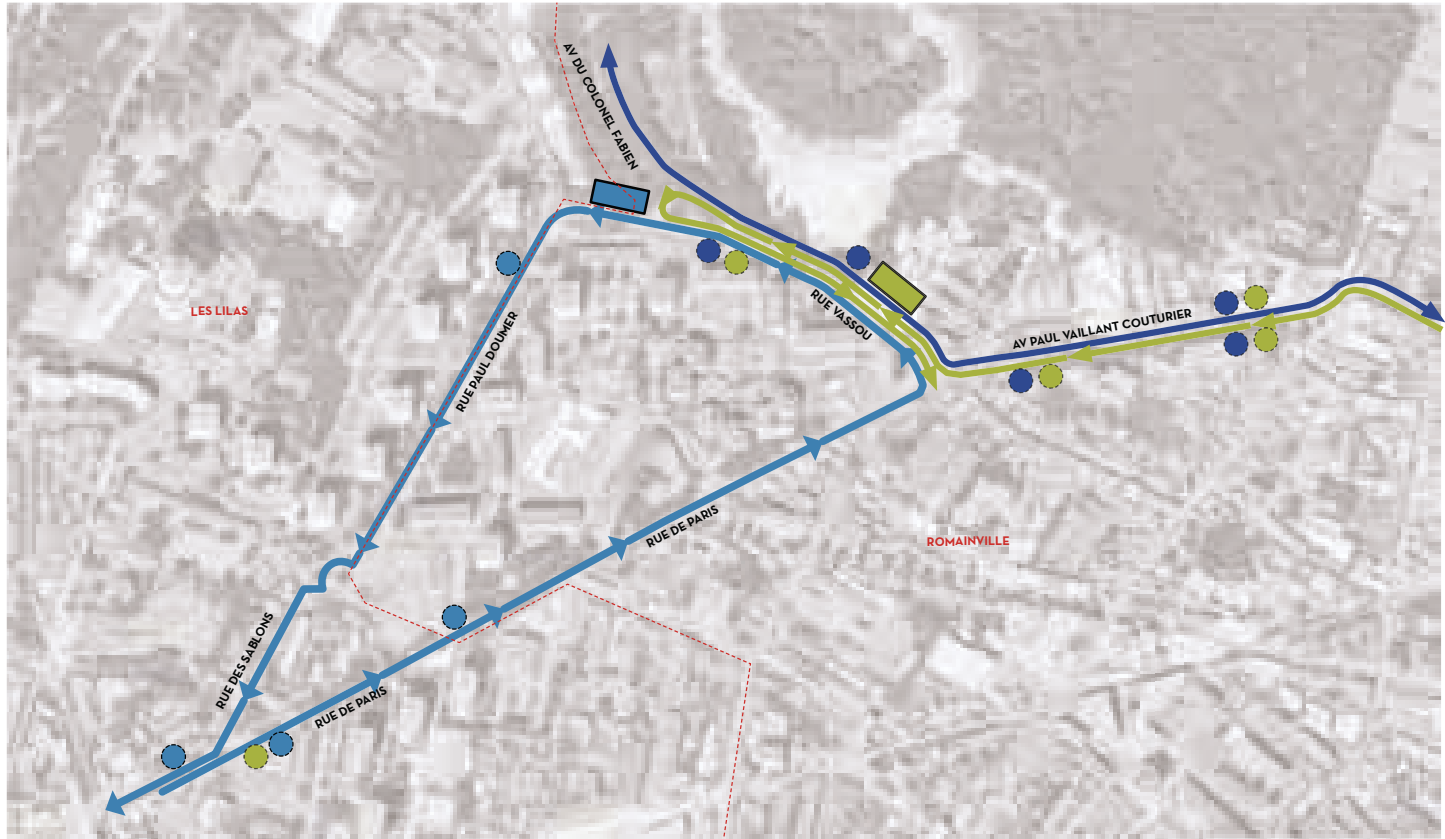 AV DU COLONEL FABIEN
LES LILAS
RUE VASSOU
AV PAUL VAILLANT COUTURIER
RUE PAUL DOUMER
RUE DE PARIS
ROMAINVILLE
RUE DES SABLONS
RUE DE PARIS